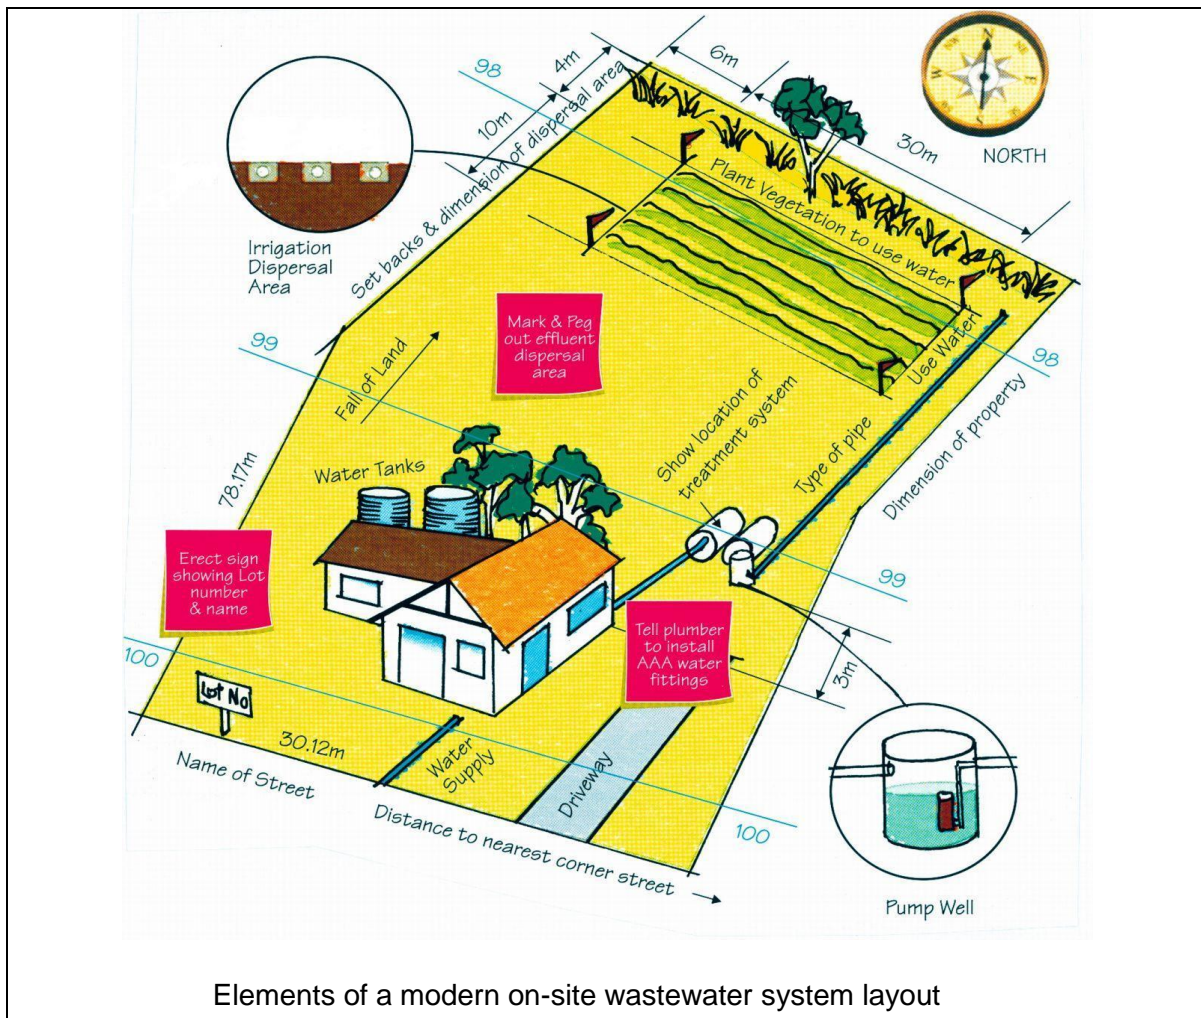 98
4m
6m
10m
30m
N
NE
E
SE
S
SW
W
NW
NORTH
Set backs & dimension of dispersal area
Plant Vegetation to use water
Irrigation
Dispersal
Area
Mark & Peg
out effluent
dispersal
area
99
Fall of Land
Use Water
98
Show location of
treatment system
Type of pipe
Dimension of property
Water Tanks
78.17m
Erect sign
showing Lot
number
& name
99
Tell plumber
to install
AAA water
fittings
3m
100
Lot No
30.12m
Name of Street
Water
Supply
Driveway
100
Distance to nearest corner street
Pump Well
Elements of a modern on-site wastewater system layout